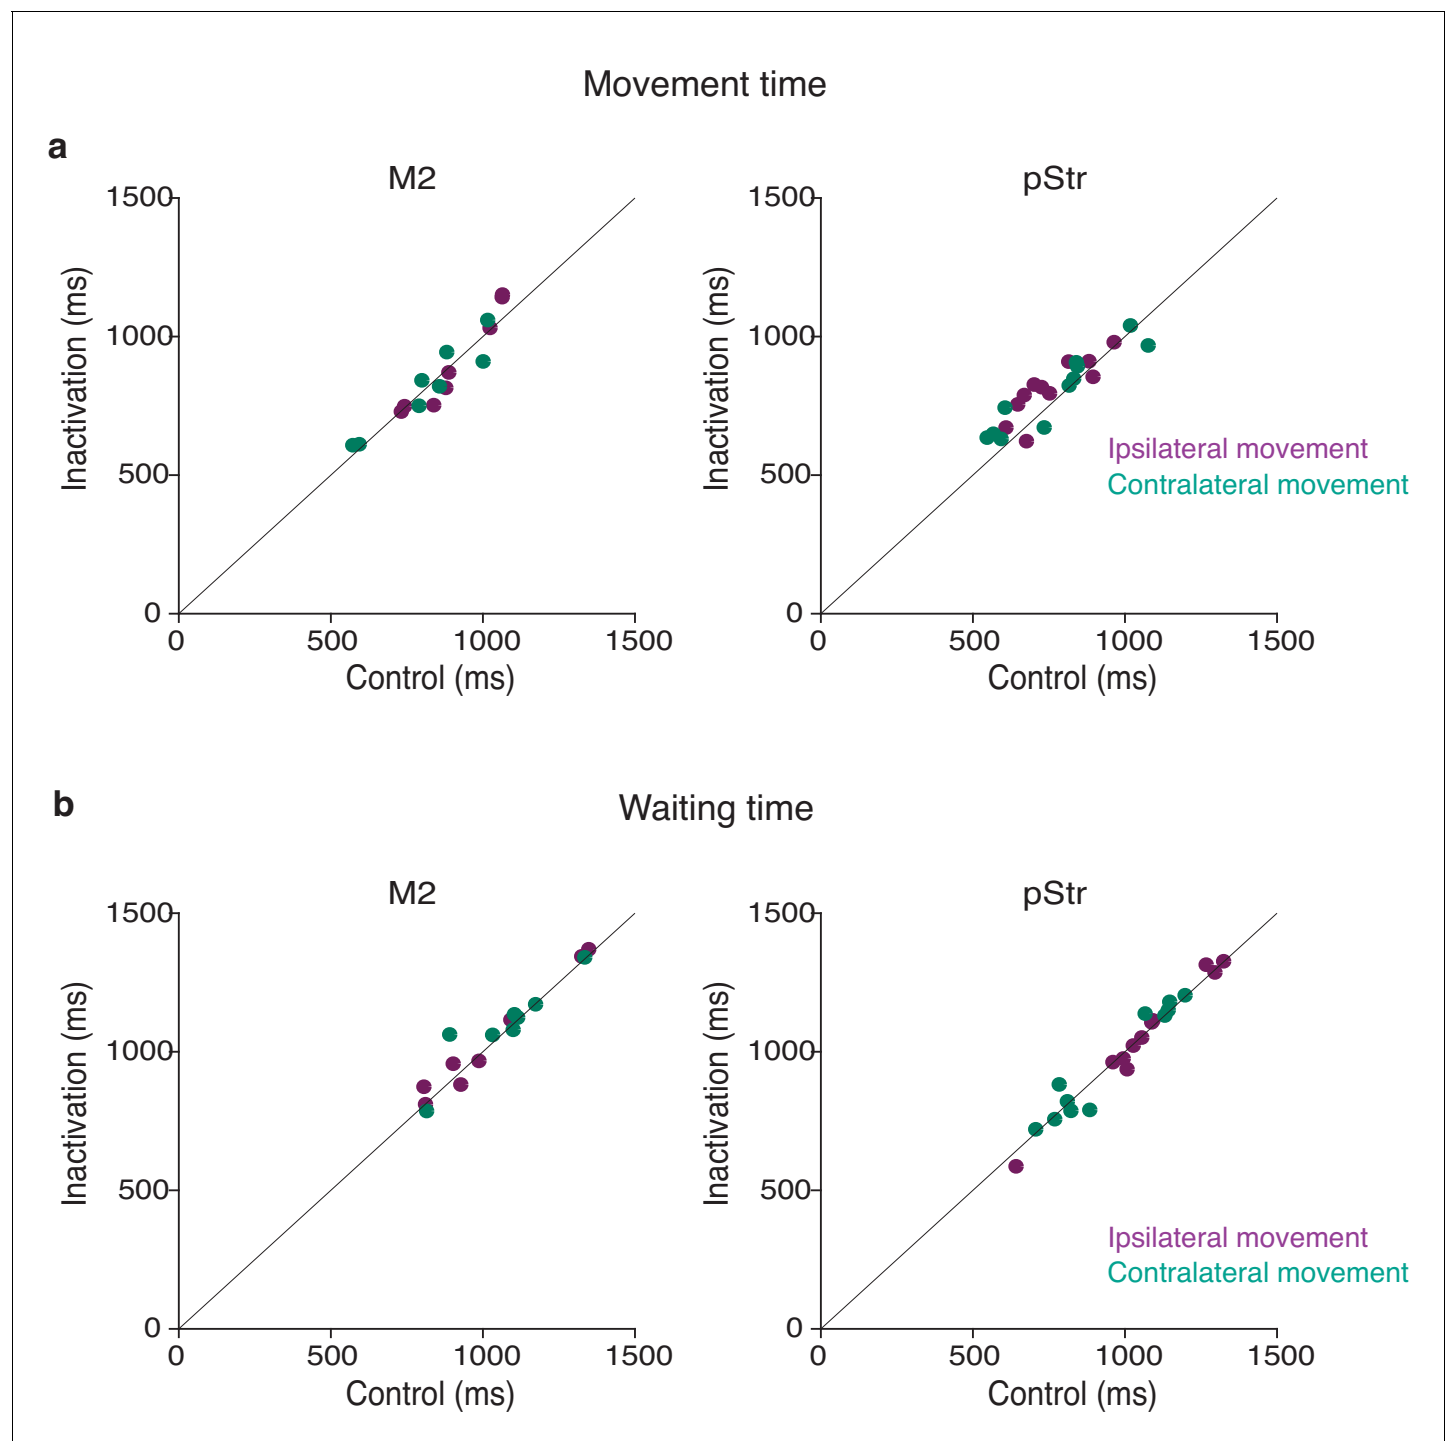 Movement time
a
M2
pStr
1500
1000
500
0
Inactivation (ms)
0 500 1000 1500
Control (ms)
1500
1000
500
0
Inactivation (ms)
Ipsilateral movement
Contralateral movement
0 500 1000 1500
Control (ms)
b
Waiting time
M2
pStr
1500
1000
500
0
Inactivation (ms)
0 500 1000 1500
Control (ms)
1500
1000
500
0
Inactivation (ms)
Ipsilateral movement
Contralateral movement
0 500 1000 1500
Control (ms)